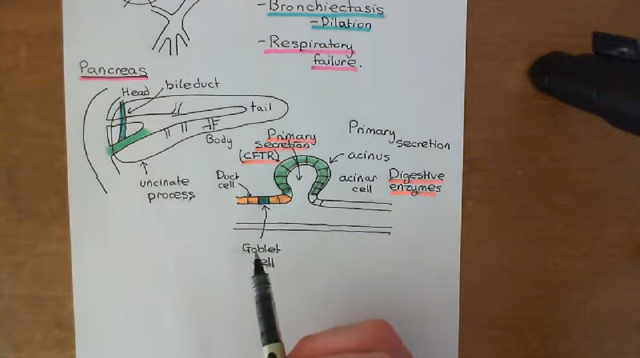 -Bronchiectasis
-Dilation
-Respiratory
failure.
Pancreas
Head
bileduct
tail
Body
uncinate
process
Primary
secretion
(CFTR)
Primary
secretion
acinus
acinar
cell
Digestive
enzymes
Duct
cell
Goblet
cell